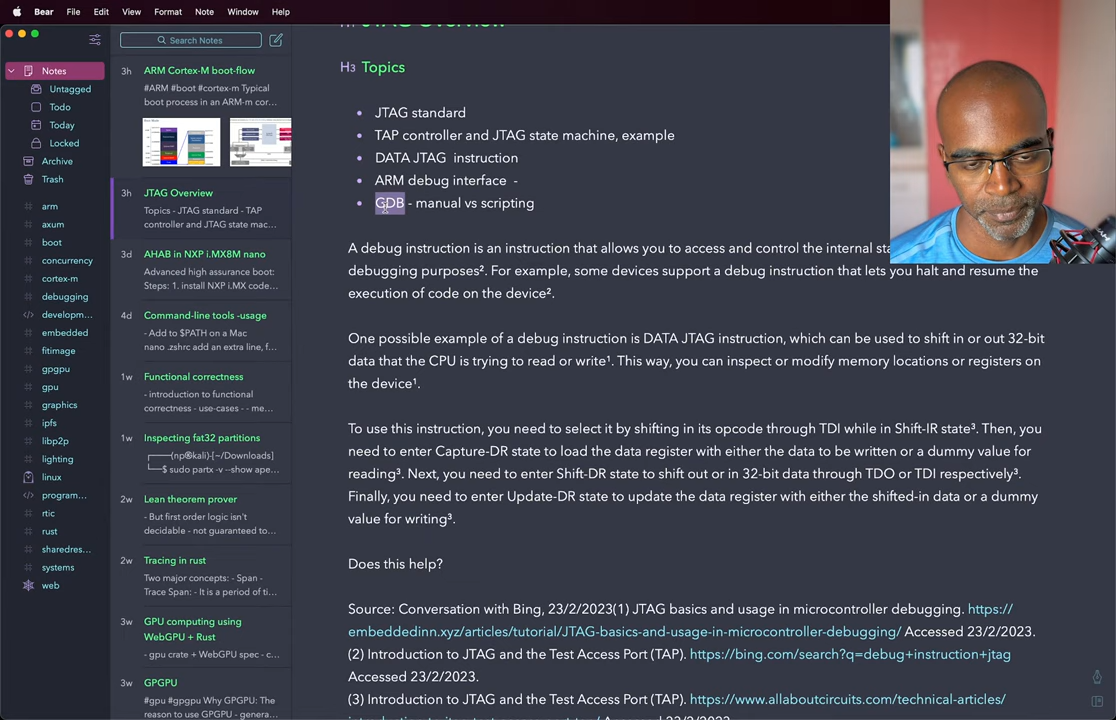 Bear File Edit View Format Note Window Help
Search Notes
Notes
Untagged
Todo
Today
Locked
Archive
Trash
arm
axum
boot
concurrency
cortex-m
debugging
developm...
embedded
fitimage
gpgpu
gpu
graphics
ipfs
libp2p
lighting
linux
program...
rtic
rust
sharedres...
systems
web
3h ARM Cortex-M boot-flow
#ARM #boot #cortex-m Typical
boot process in an ARM-m cor...
3h JTAG Overview
Topics - JTAG standard - TAP
controller and JTAG state mac...
3d AHAB in NXP i.MX8M nano
Advanced high assurance boot:
Steps: 1. install NXP i.MX code...
4d Command-line tools -usage
- Add to $PATH on a Mac
nano .zshrc add an extra line, f...
1w Functional correctness
- introduction to functional
correctness - use-cases - - me...
1w Inspecting fat32 partitions
┌──(np㉿kali)-[~/Downloads]
└─$ sudo partx -v --show ape...
2w Lean theorem prover
- But first order logic isn't
decidable - not guaranteed to...
2w Tracing in rust
Two major concepts: - Span -
Trace Span: - It is a period of ti...
3w GPU computing using
WebGPU + Rust
- gpu crate + WebGPU spec - c...
3w GPGPU
#gpu #gpgpu Why GPGPU: The
reason to use GPGPU - genera...
H1 JTAG Overview
H3 Topics
• JTAG standard
• TAP controller and JTAG state machine, example
• DATA JTAG instruction
• ARM debug interface -
• GDB - manual vs scripting
A debug instruction is an instruction that allows you to access and control the internal sta
debugging purposes². For example, some devices support a debug instruction that lets you halt and resume the
execution of code on the device².
One possible example of a debug instruction is DATA JTAG instruction, which can be used to shift in or out 32-bit
data that the CPU is trying to read or write¹. This way, you can inspect or modify memory locations or registers on
the device¹.
To use this instruction, you need to select it by shifting in its opcode through TDI while in Shift-IR state³. Then, you
need to enter Capture-DR state to load the data register with either the data to be written or a dummy value for
reading³. Next, you need to enter Shift-DR state to shift out or in 32-bit data through TDO or TDI respectively³.
Finally, you need to enter Update-DR state to update the data register with either the shifted-in data or a dummy
value for writing³.
Does this help?
Source: Conversation with Bing, 23/2/2023(1) JTAG basics and usage in microcontroller debugging. https://
embeddedinn.xyz/articles/tutorial/JTAG-basics-and-usage-in-microcontroller-debugging/ Accessed 23/2/2023.
(2) Introduction to JTAG and the Test Access Port (TAP). https://bing.com/search?q=debug+instruction+jtag
Accessed 23/2/2023.
(3) Introduction to JTAG and the Test Access Port (TAP). https://www.allaboutcircuits.com/technical-articles/